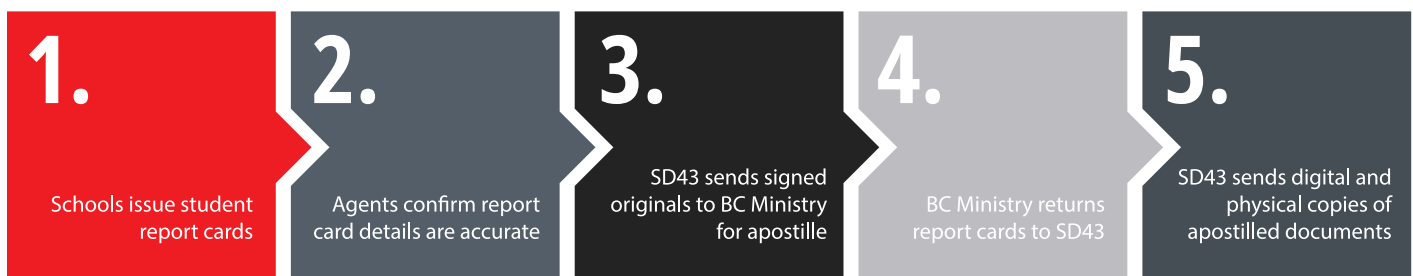 1.
Schools issue student
report cards
2.
Agents confirm report
card details are accurate
3.
SD43 sends signed
originals to BC Ministry
for apostille
4.
BC Ministry returns
report cards to SD43
5.
SD43 sends digital and
physical copies of
apostilled documents